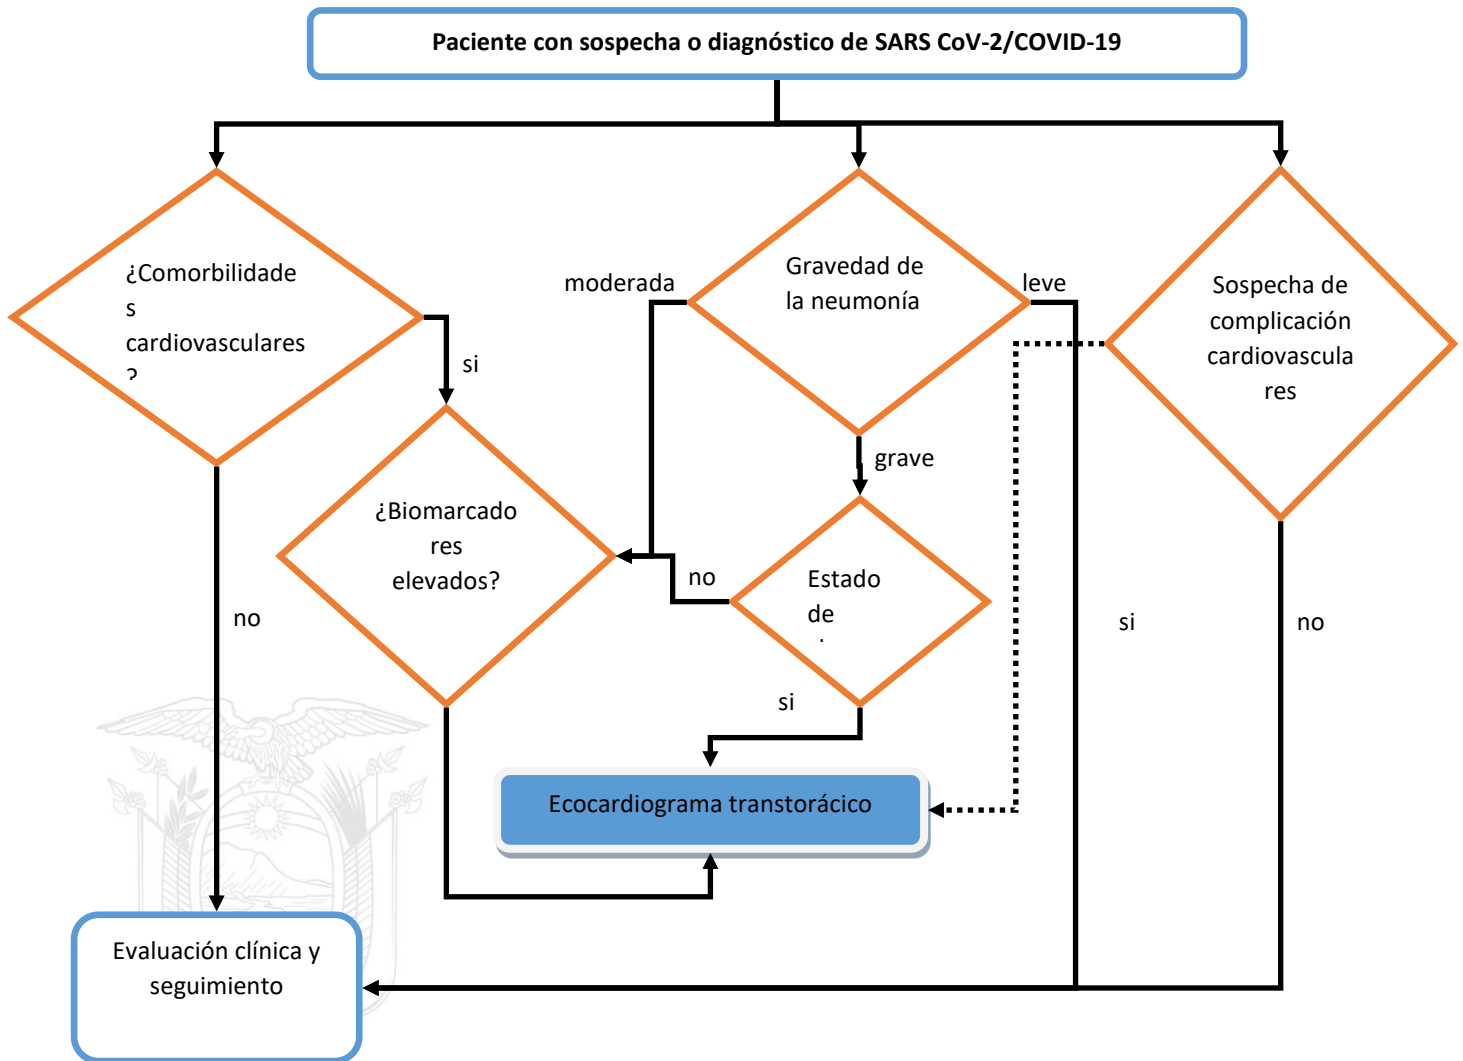 Paciente con sospecha o diagnóstico de SARS CoV-2/COVID-19
¿Comorbilidade
s
cardiovasculares
?
si
no
moderada
Gravedad de
la neumonía
leve
grave
Sospecha de
complicación
cardiovascula
res
¿Biomarcado
res
elevados?
no
Estado
de
si
si
no
Ecocardiograma transtorácico
Evaluación clínica y
seguimiento